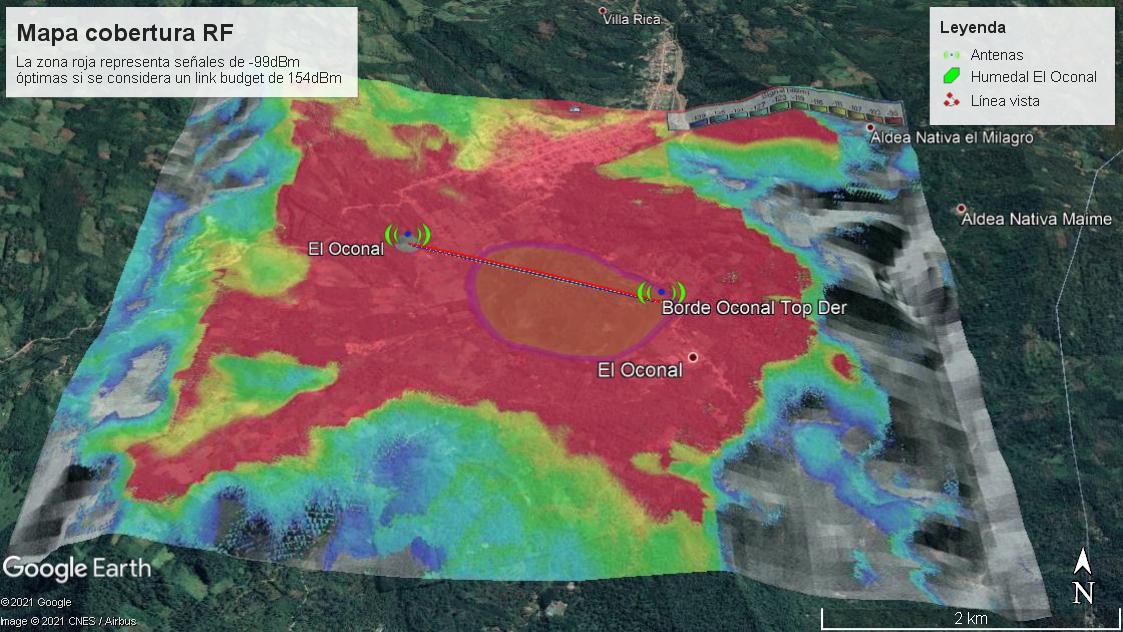 Mapa cobertura RF
La zona roja representa señales de -99dBm
óptimas si se considera un link budget de 154dBm
Villa Rica
Leyenda
Antenas
Humedal El Oconal
Línea vista
Aldea Nativa el Milagro
Aldea Nativa Maime
El Oconal
Borde Oconal Top Der
El Oconal
Google Earth
©2021 Google
Image © 2021 CNES / Airbus
N
2 km